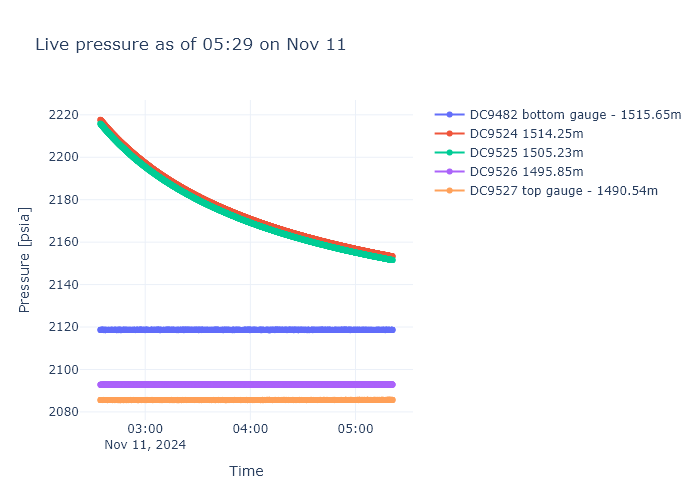 Live pressure as of 05:29 on Nov 11
DC9482 bottom gauge - 1515.65m
DC9524 1514.25m
DC9525 1505.23m
DC9526 1495.85m
DC9527 top gauge - 1490.54m
Pressure [psia]
2220
2200
2180
2160
2140
2120
2100
2080
03:00
04:00
05:00
Nov 11, 2024
Time